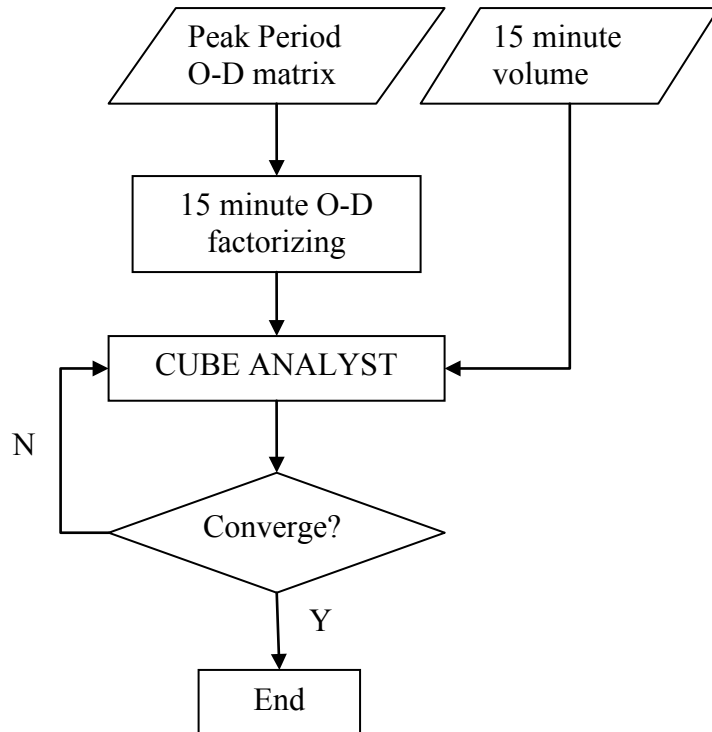 Peak Period
O-D matrix
15 minute
volume
15 minute O-D
factorizing
CUBE ANALYST
N
Converge?
Y
End